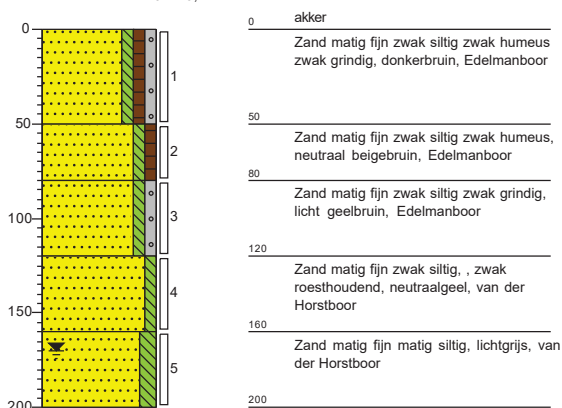 0
akker
0
Zand matig fijn zwak siltig zwak humeus
zwak grindig, donkerbruin, Edelmanboor
1
50
50
Zand matig fijn zwak siltig zwak humeus,
neutraal beigebruin, Edelmanboor
2
80
Zand matig fijn zwak siltig zwak grindig,
licht geelbruin, Edelmanboor
3
100
120
Zand matig fijn zwak siltig, , zwak
roesthoudend, neutraalgeel, van der
Horstboor
4
150
160
Zand matig fijn matig siltig, lichtgrijs, van
der Horstboor
5
200
200